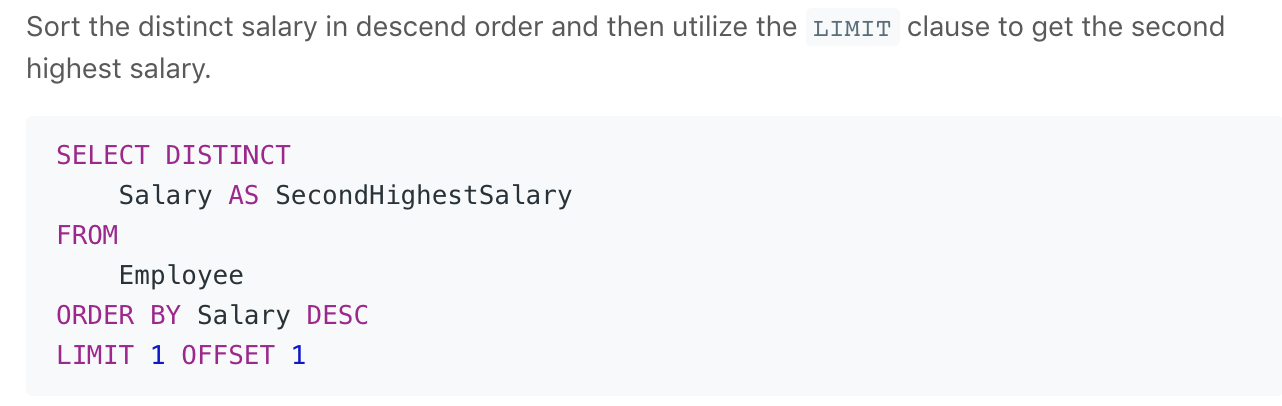 Sort the distinct salary in descend order and then utilize the LIMIT clause to get the second
highest salary.
SELECT DISTINCT
    Salary AS SecondHighestSalary
FROM
    Employee
ORDER BY Salary DESC
LIMIT 1 OFFSET 1